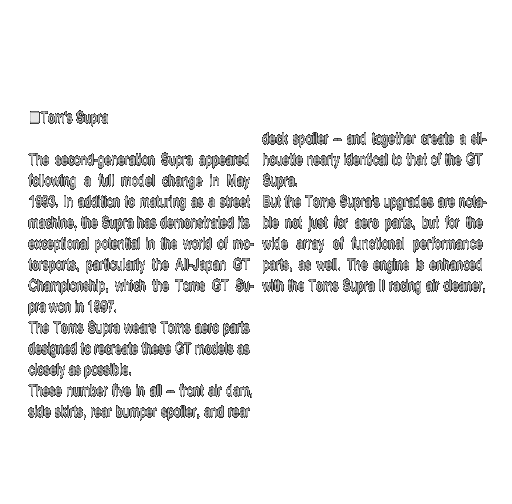 □Tom's Supra
The second-generation Supra appeared
following a full model change in May
1993. In addition to maturing as a street
machine, the Supra has demonstrated its
exceptional potential in the world of mo-
torsports, particularly the All-Japan GT
Championship, which the Toms GT Su-
pra won in 1997.
The Toms Supra wears Toms aero parts
designed to recreate these GT models as
closely as possible.
These number five in all – front air dam,
side skirts, rear bumper spoiler, and rear
deck spoiler – and together create a sil-
houette nearly identical to that of the GT
Supra.
But the Toms Supra's upgrades are nota-
ble not just for aero parts, but for the
wide array of functional performance
parts, as well. The engine is enhanced
with the Toms Supra II racing air cleaner,